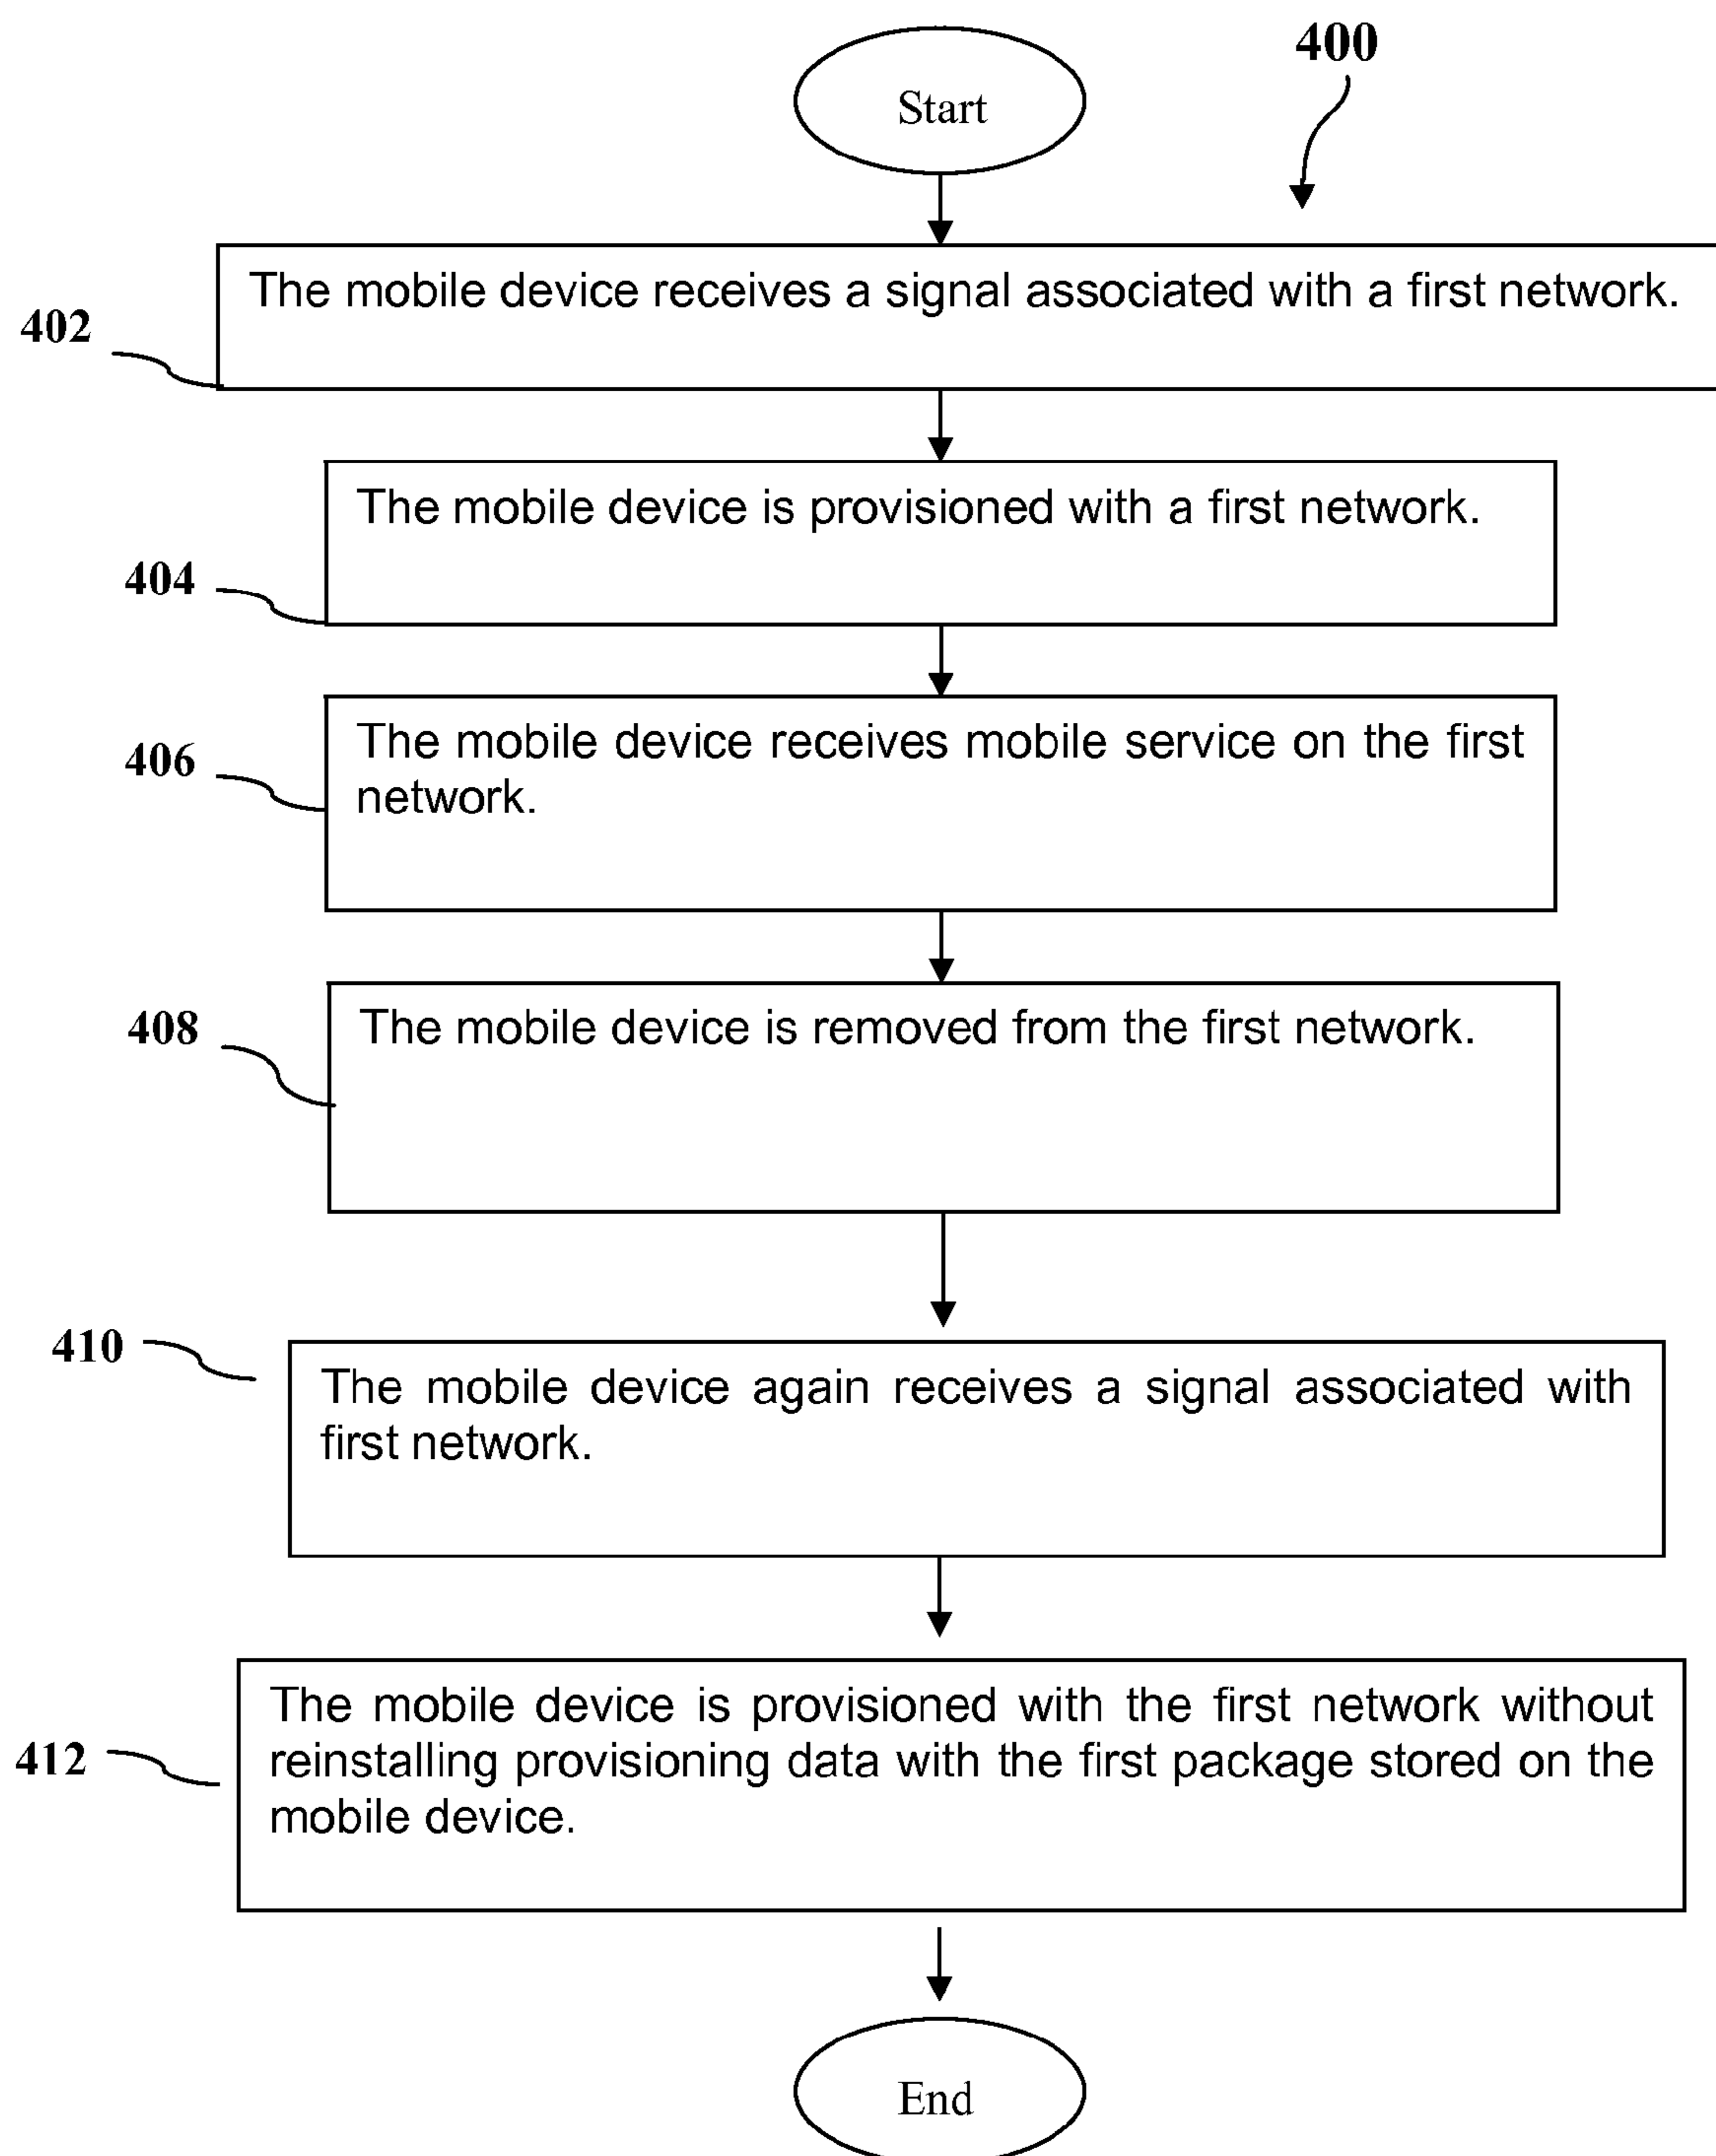 Start
400
The mobile device receives a signal associated with a first network.
402
The mobile device is provisioned with a first network.
404
The mobile device receives mobile service on the first
network.
406
The mobile device is removed from the first network.
408
410
The mobile device again receives a signal associated with
first network.
The mobile device is provisioned with the first network without
reinstalling provisioning data with the first package stored on the
mobile device.
412
End